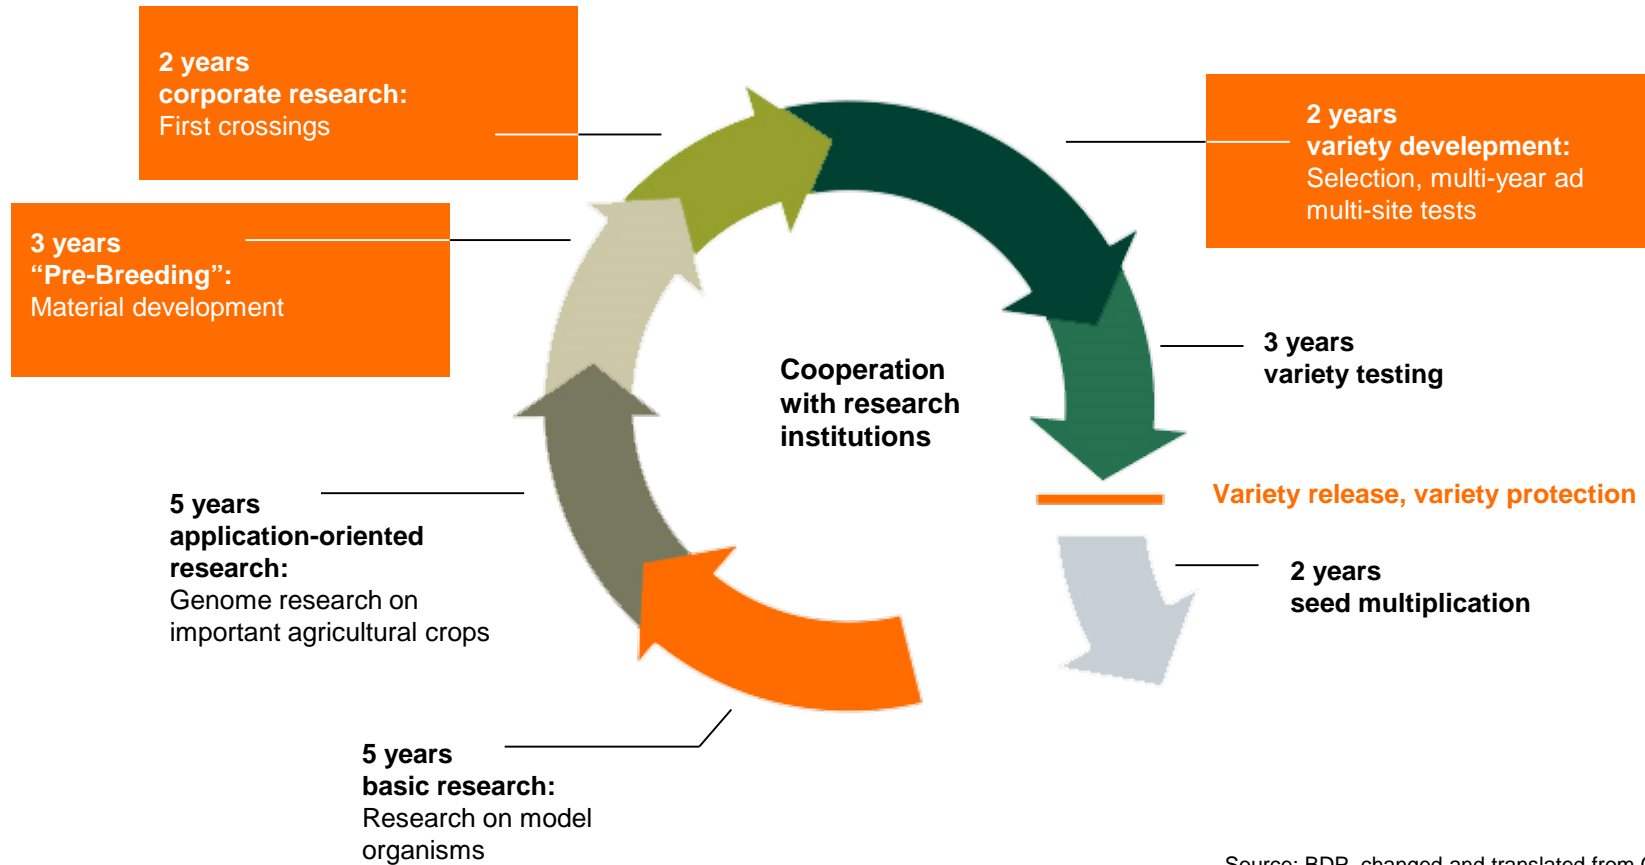 2 years
corporate research:
First crossings
2 years
variety develepment:
Selection, multi-year ad
multi-site tests
3 years
“Pre-Breeding”:
Material development
3 years
variety testing
Cooperation
with research
institutions
Variety release, variety protection
5 years
application-oriented
research:
Genome research on
important agricultural crops
2 years
seed multiplication
5 years
basic research:
Research on model
organisms
Source: BDP, changed and translated from